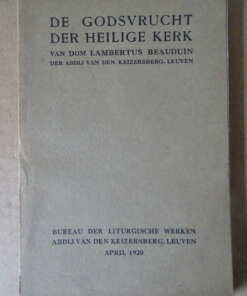 DE GODSVRUCHT
DER HEILIGE KERK
VAN DOM LAMBERTUS BEAUDUIN
DER ABDIJ VAN DEN KEIZERSBERG, LEUVEN
BUREAU DER LITURGISCHE WERKEN
ABDIJ VAN DEN KEIZERSBERG, LEUVEN
APRIL 1920